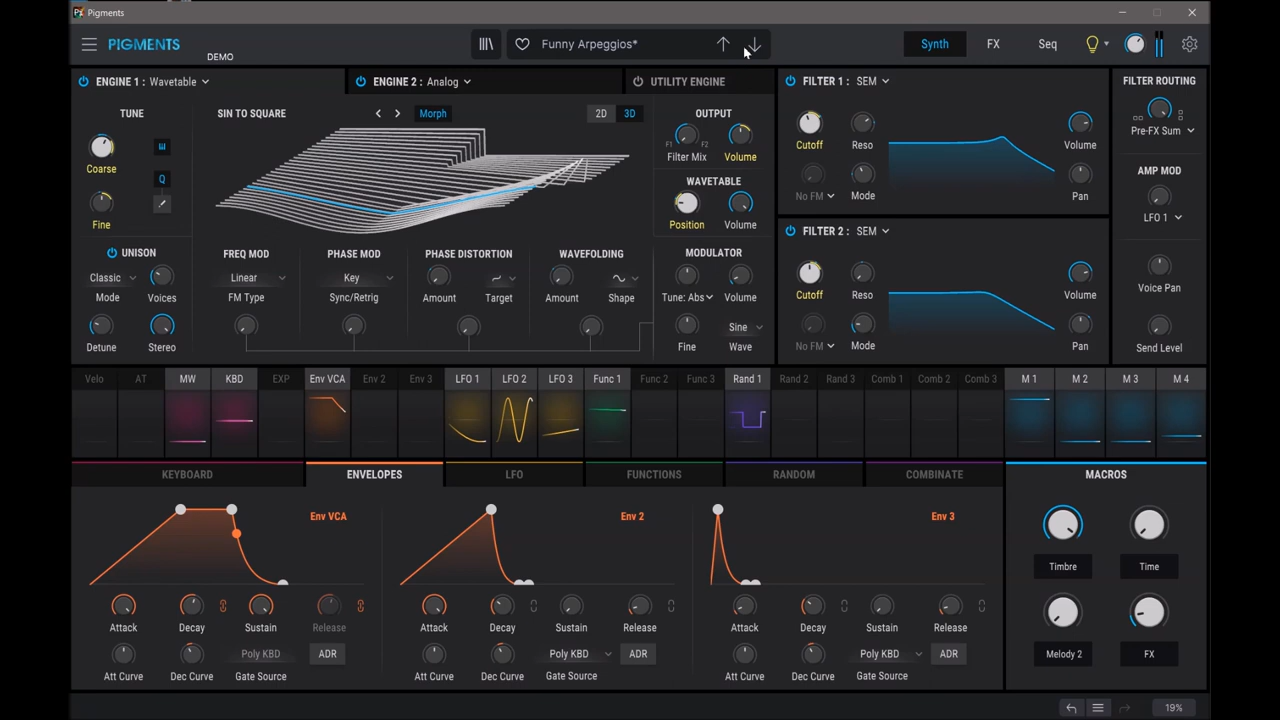 Pigments
PIGMENTS
DEMO
Funny Arpeggios*
Synth
FX
Seq
ENGINE 1: Wavetable
ENGINE 2: Analog
UTILITY ENGINE
FILTER 1: SEM
FILTER ROUTING
TUNE
SIN TO SQUARE
Morph
2D
3D
OUTPUT
F1
F2
Filter Mix
Volume
Cutoff
Reso
Volume
Pre-FX Sum
Coarse
Q
WAVETABLE
No FM
Mode
Pan
AMP MOD
Fine
Position
Volume
LFO 1
FILTER 2: SEM
UNISON
FREQ MOD
PHASE MOD
PHASE DISTORTION
WAVEFOLDING
MODULATOR
Classic
Linear
Key
Mode
Voices
FM Type
Sync/Retrig
Amount
Target
Amount
Shape
Tune: Abs
Volume
Cutoff
Reso
Volume
Voice Pan
Sine
Detune
Stereo
Fine
Wave
No FM
Mode
Pan
Send Level
Velo
AT
MW
KBD
EXP
Env VCA
Env 2
Env 3
LFO 1
LFO 2
LFO 3
Func 1
Func 2
Func 3
Rand 1
Rand 2
Rand 3
Comb 1
Comb 2
Comb 3
M 1
M 2
M 3
M 4
KEYBOARD
ENVELOPES
LFO
FUNCTIONS
RANDOM
COMBINATE
MACROS
Env VCA
Env 2
Env 3
Timbre
Time
Attack
Decay
Sustain
Release
Attack
Decay
Sustain
Release
Attack
Decay
Sustain
Release
Poly KBD
ADR
Poly KBD
ADR
Poly KBD
ADR
Melody 2
FX
Att Curve
Dec Curve
Gate Source
Att Curve
Dec Curve
Gate Source
Att Curve
Dec Curve
Gate Source
19%